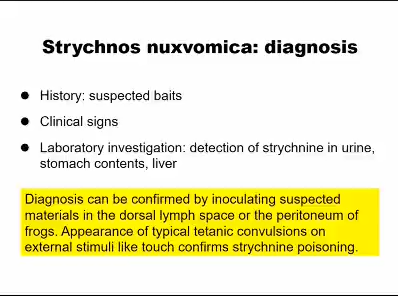 Strychnos nuxvomica: diagnosis
● History: suspected baits
● Clinical signs
● Laboratory investigation: detection of strychnine in urine,
stomach contents, liver
Diagnosis can be confirmed by inoculating suspected
materials in the dorsal lymph space or the peritoneum of
frogs. Appearance of typical tetanic convulsions on
external stimuli like touch confirms strychnine poisoning.